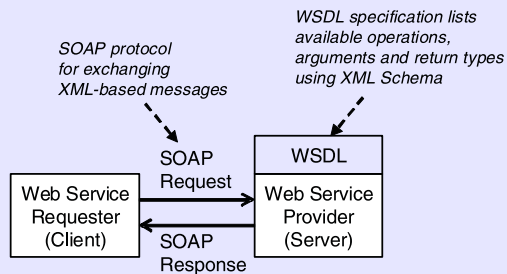 SOAP protocol
for exchanging
XML-based messages
WSDL specification lists
available operations,
arguments and return types
using XML Schema
SOAP
Request
WSDL
Web Service
Requester
(Client)
Web Service
Provider
(Server)
SOAP
Response